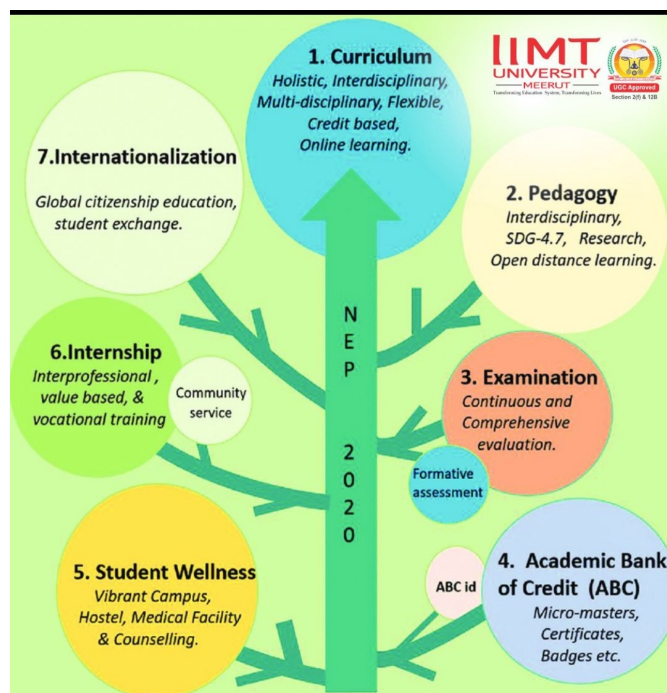 1. Curriculum
Holistic, Interdisciplinary,
Multi-disciplinary, Flexible,
Credit based,
Online learning.
IIMT
UNIVERSITY
MEERUT
Transforming Education System, Transforming Lives
UGC Approved
Section 2(f) & 12B
2. Pedagogy
Interdisciplinary,
SDG-4.7, Research,
Open distance learning.
3. Examination
Continuous and
Comprehensive
evaluation.
Formative
assessment
4. Academic Bank
of Credit (ABC)
Micro-masters,
Certificates,
Badges etc.
ABC id
5. Student Wellness
Vibrant Campus,
Hostel, Medical Facility
& Counselling.
6.Internship
Interprofessional ,
value based, &
vocational training
Community
service
7.Internationalization
Global citizenship education,
student exchange.
N
E
P
2
0
2
0